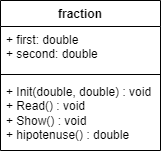 fraction
+ first: double
+ second: double
+ Init(double, double) : void
+ Read() : void
+ Show() : void
+ hipotenuse() : double